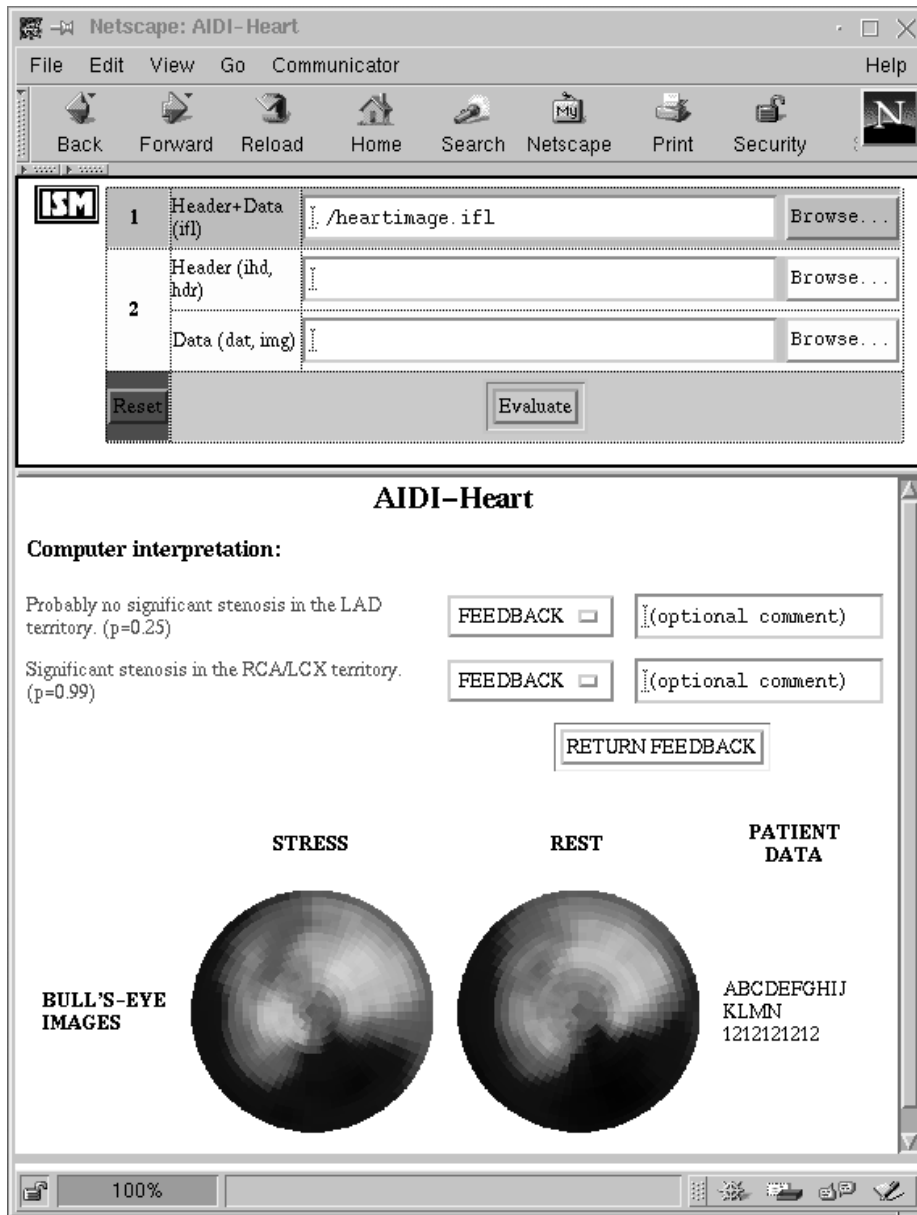 Netscape: AIDI-Heart
File Edit View Go Communicator Help
Back Forward Reload Home Search Netscape Print Security
My
N
ISM
1 Header+Data (ifl) ./heartimage.ifl Browse...
2
Header (ihd, hdr) Browse...
Data (dat, img) Browse...
Reset Evaluate
AIDI-Heart
Computer interpretation:
Probably no significant stenosis in the LAD
territory. (p=0.25)
FEEDBACK (optional comment)
Significant stenosis in the RCA/LCX territory.
(p=0.99)
FEEDBACK (optional comment)
RETURN FEEDBACK
STRESS REST PATIENT
DATA
BULL'S-EYE
IMAGES
ABCDEFGHIJ
KLMN
1212121212
100%